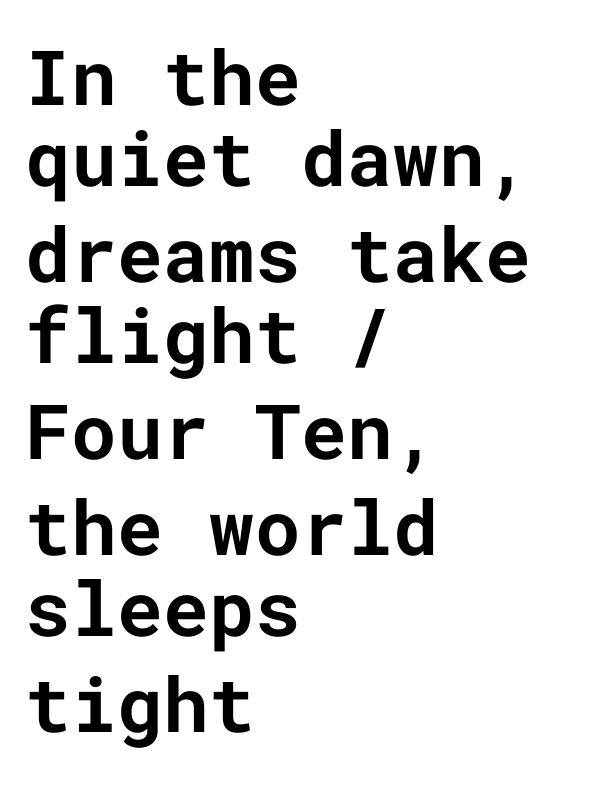 In the
quiet dawn,
dreams take
flight /
Four Ten,
the world
sleeps
tight